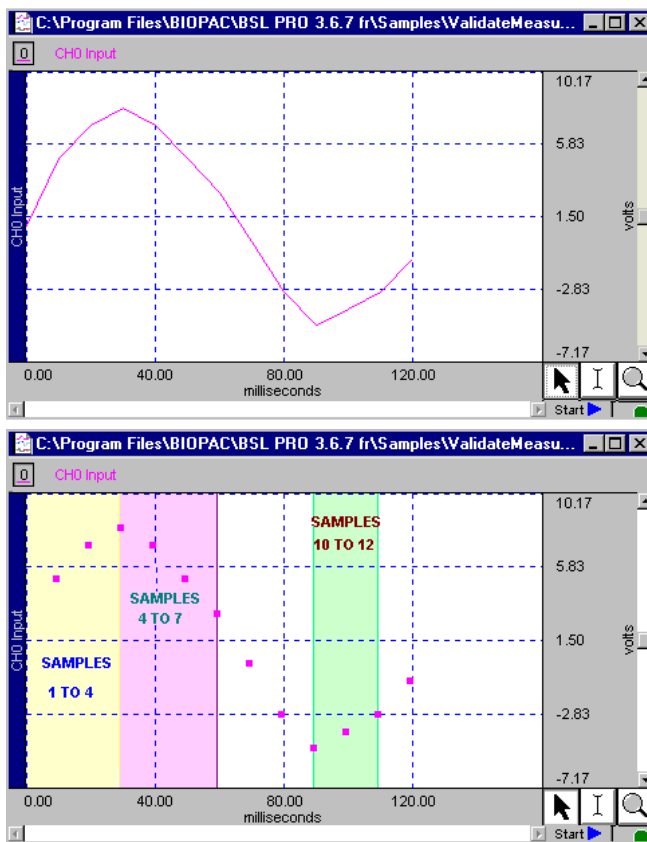 C:\Program Files\BIOPAC\BSL PRO 3.6.7 fr\Samples\ValidateMeasu...
0 CH0 Input
CH0 Input
10.17
5.83
1.50
-2.83
-7.17
volts
0.00 40.00 80.00 120.00
milliseconds
Start
C:\Program Files\BIOPAC\BSL PRO 3.6.7 fr\Samples\ValidateMeasu...
0 CH0 Input
CH0 Input
SAMPLES
10 TO 12
SAMPLES
4 TO 7
SAMPLES
1 TO 4
10.17
5.83
1.50
-2.83
-7.17
volts
0.00 40.00 80.00 120.00
milliseconds
Start